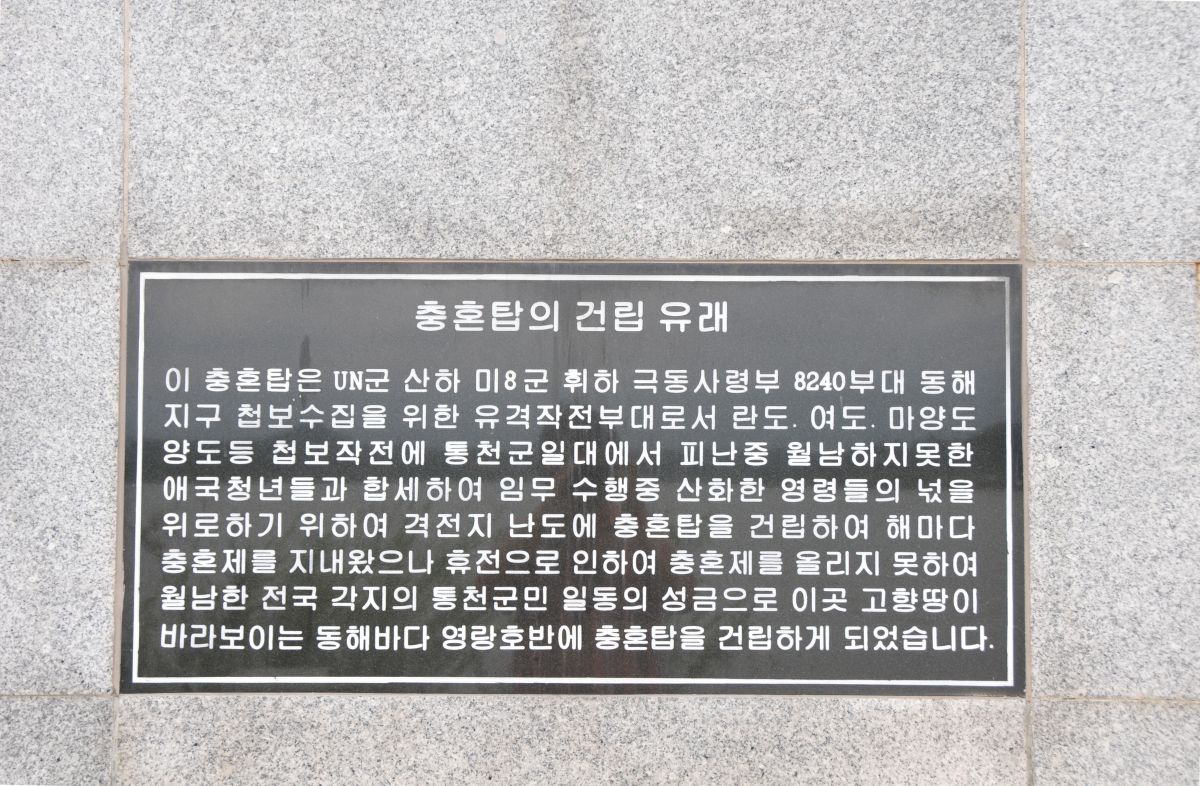 충혼탑의 건립 유래
이 충혼탑은 UN군 산하 미8군 휘하 극동사령부 8240부대 동해
지구 첩보수집을 위한 유격작전부대로서 란도. 여도. 마양도
양도등 첩보작전에 통천군일대에서 피난중 월남하지못한
애국청년들과 합세하여 임무 수행중 산화한 영령들의 넋을
위로하기 위하여 격전지 난도에 충혼탑을 건립하여 해마다
충혼제를 지내왔으나 휴전으로 인하여 충혼제를 올리지 못하여
월남한 전국 각지의 통천군민 일동의 성금으로 이곳 고향땅이
바라보이는 동해바다 영랑호반에 충혼탑을 건립하게 되었습니다.